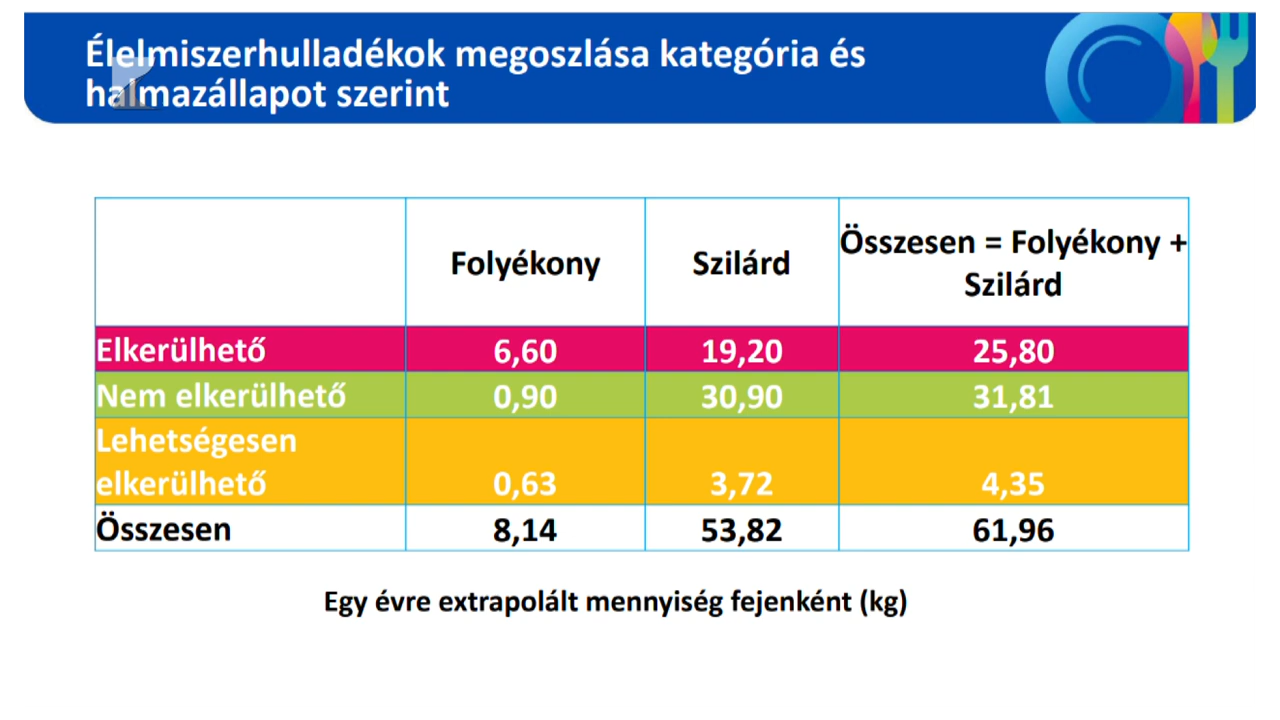 Élelmiszerhulladékok megoszlása kategória és
halmazállapot szerint
Folyékony Szilárd Összesen = Folyékony +
Szilárd
Elkerülhető 6,60 19,20 25,80
Nem elkerülhető 0,90 30,90 31,81
Lehetségesen
elkerülhető 0,63 3,72 4,35
Összesen 8,14 53,82 61,96
Egy évre extrapolált mennyiség fejenként (kg)